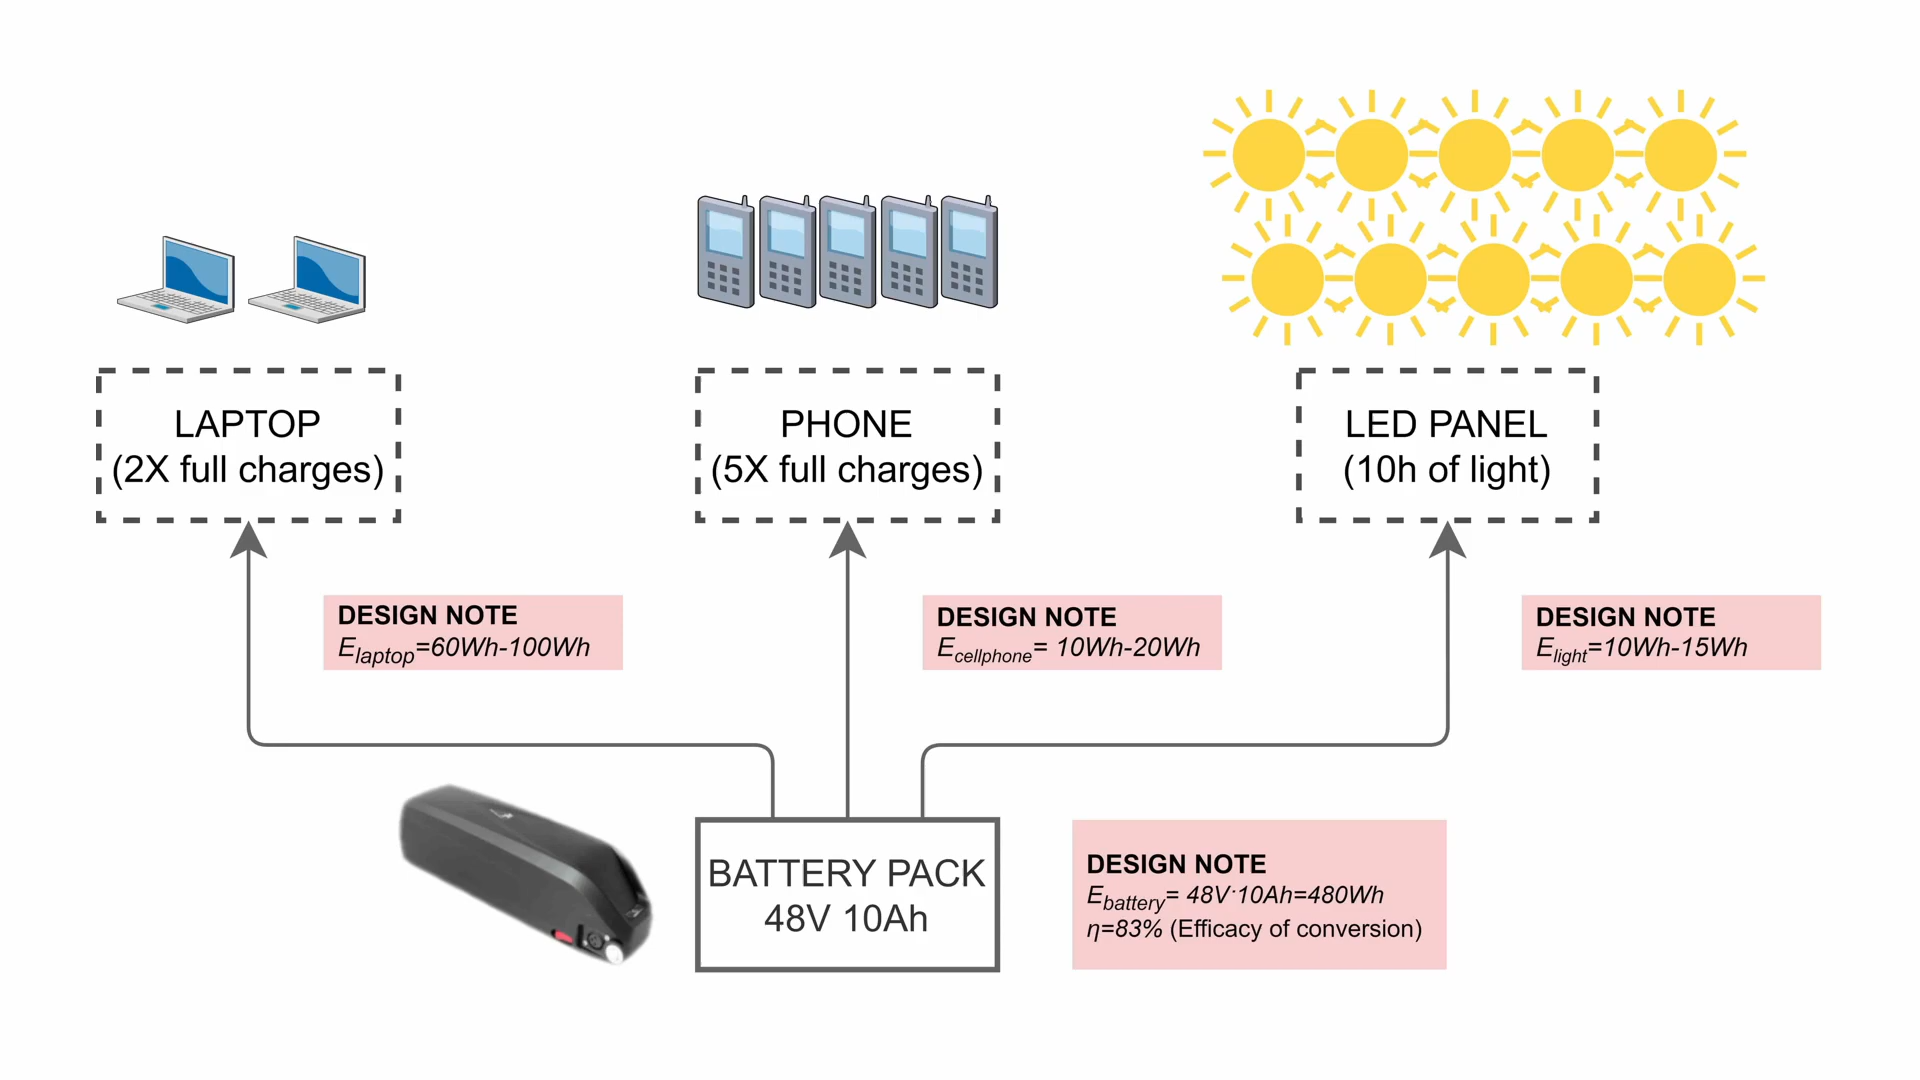 LAPTOP
(2X full charges)
PHONE
(5X full charges)
LED PANEL
(10h of light)
DESIGN NOTE
Elaptop=60Wh-100Wh
DESIGN NOTE
Ecellphone= 10Wh-20Wh
DESIGN NOTE
Elight=10Wh-15Wh
BATTERY PACK
48V 10Ah
DESIGN NOTE
Ebattery= 48V·10Ah=480Wh
η=83% (Efficacy of conversion)